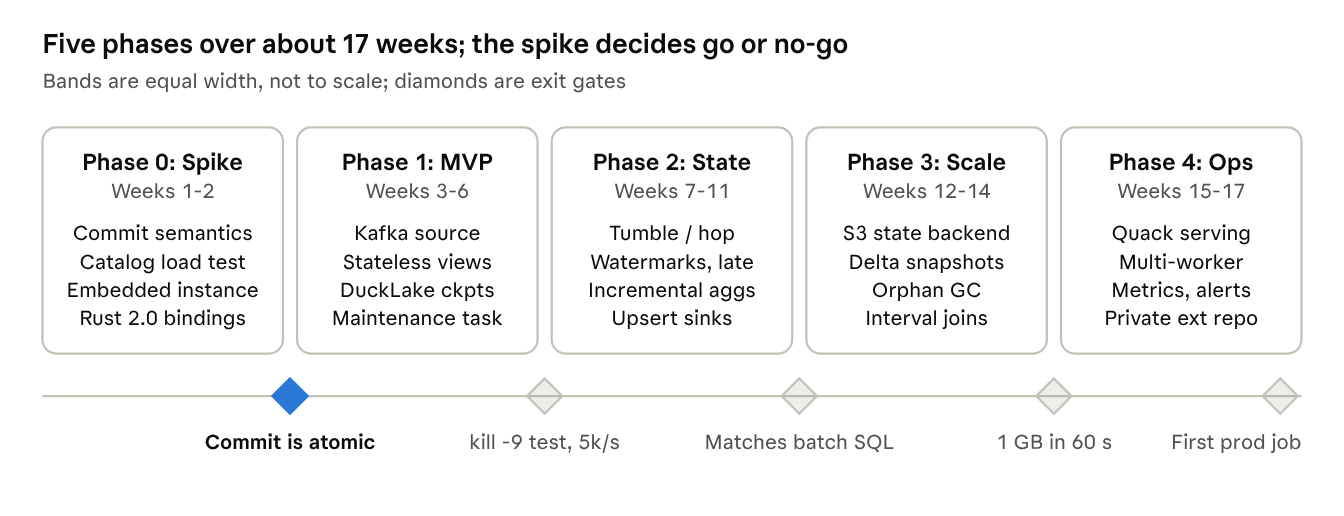 Five phases over about 17 weeks; the spike decides go or no-go
Bands are equal width, not to scale; diamonds are exit gates
Phase 0: Spike
Weeks 1-2
Commit semantics
Catalog load test
Embedded instance
Rust 2.0 bindings
Phase 1: MVP
Weeks 3-6
Kafka source
Stateless views
DuckLake ckpts
Maintenance task
Phase 2: State
Weeks 7-11
Tumble / hop
Watermarks, late
Incremental aggs
Upsert sinks
Phase 3: Scale
Weeks 12-14
S3 state backend
Delta snapshots
Orphan GC
Interval joins
Phase 4: Ops
Weeks 15-17
Quack serving
Multi-worker
Metrics, alerts
Private ext repo
Commit is atomic
kill -9 test, 5k/s
Matches batch SQL
1 GB in 60 s
First prod job